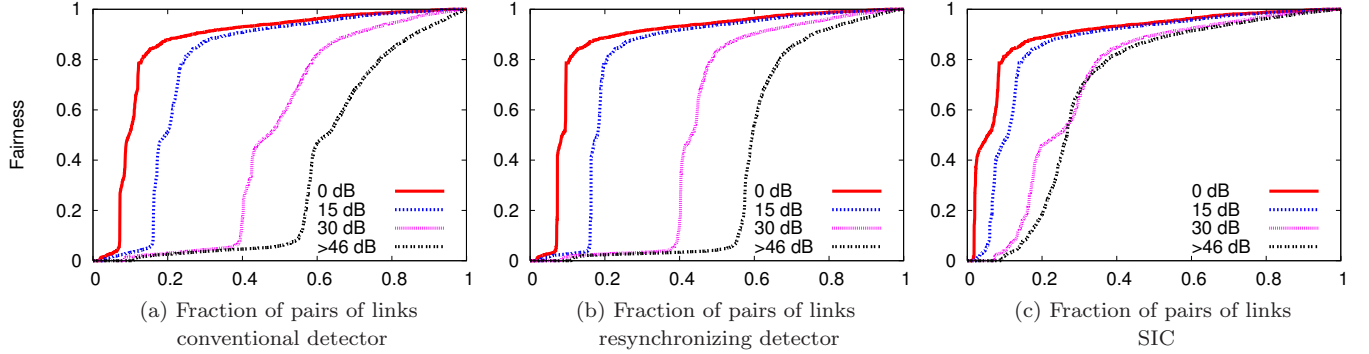 Fairness
1
0.8
0.6
0.4
0.2
0
0 0.2 0.4 0.6 0.8 1
0 dB
15 dB
30 dB
>46 dB
(a) Fraction of pairs of links
conventional detector
1
0.8
0.6
0.4
0.2
0
0 0.2 0.4 0.6 0.8 1
0 dB
15 dB
30 dB
>46 dB
(b) Fraction of pairs of links
resynchronizing detector
1
0.8
0.6
0.4
0.2
0
0 0.2 0.4 0.6 0.8 1
0 dB
15 dB
30 dB
>46 dB
(c) Fraction of pairs of links
SIC